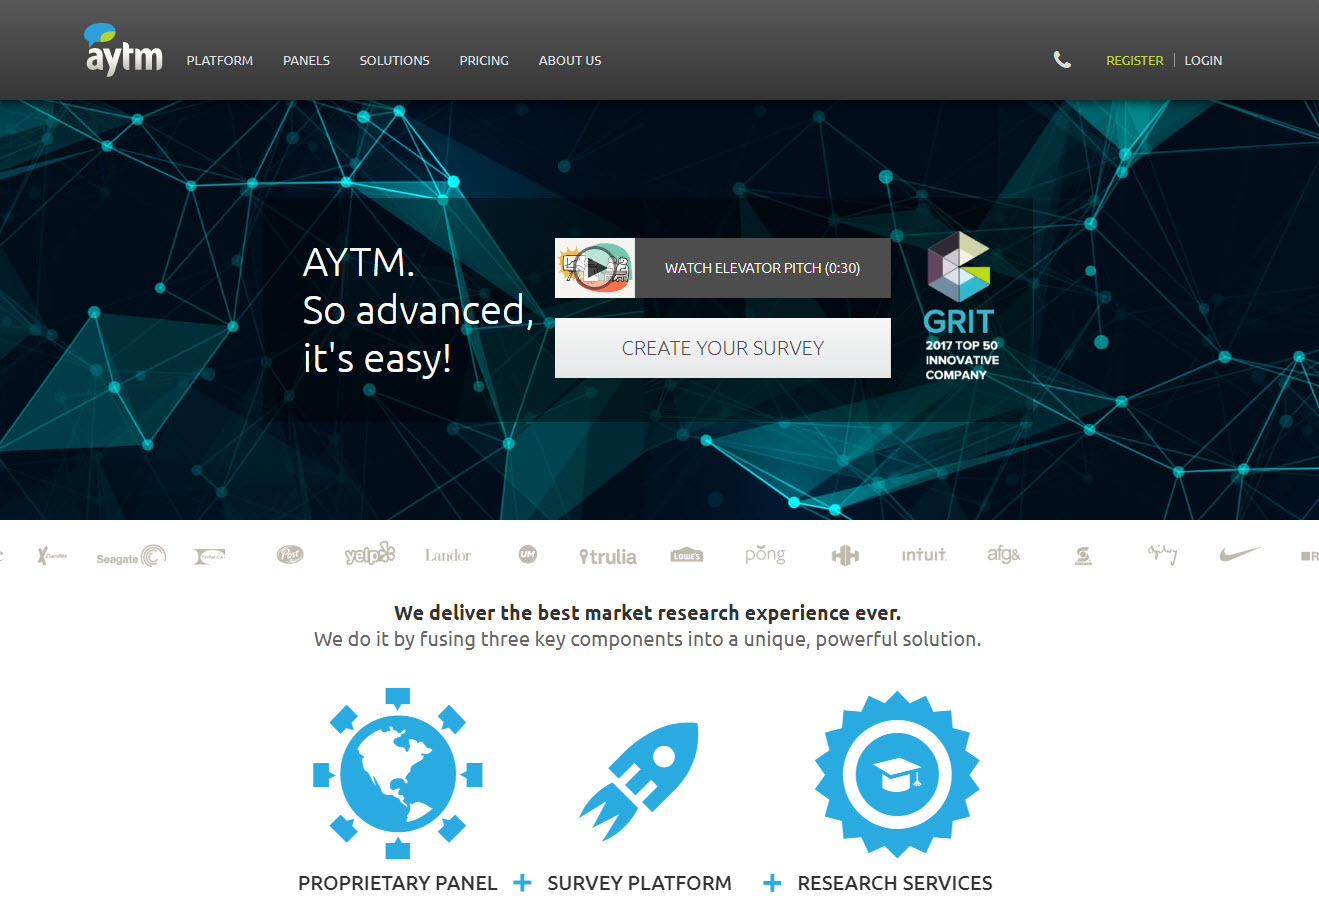 aytm
PLATFORM PANELS SOLUTIONS PRICING ABOUT US
REGISTER | LOGIN
AYTM.
So advanced,
it's easy!
WATCH ELEVATOR PITCH (0:30)
CREATE YOUR SURVEY
GRIT
2017 TOP 50
INNOVATIVE
COMPANY
Seagate Post yelp Landor UM trulia LOWE'S pong intuit. afg& Ogilvy
We deliver the best market research experience ever.
We do it by fusing three key components into a unique, powerful solution.
PROPRIETARY PANEL + SURVEY PLATFORM + RESEARCH SERVICES